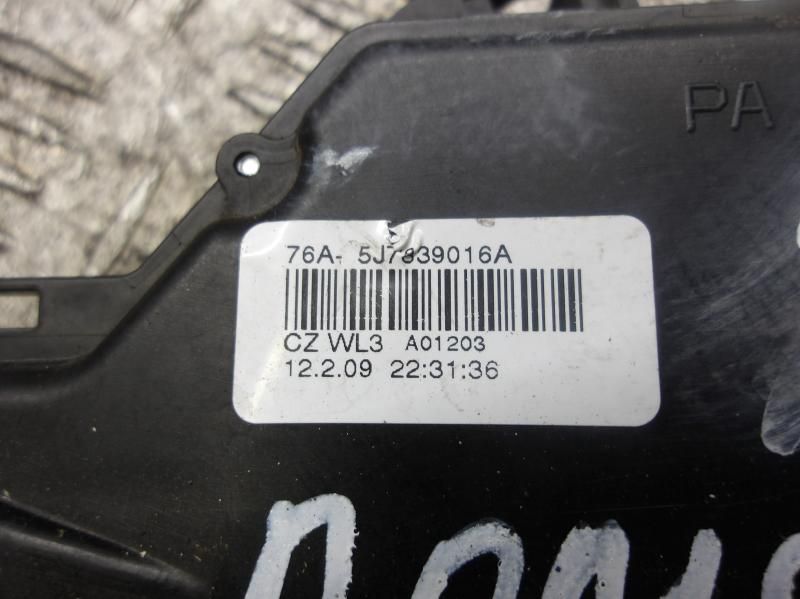 PA
76A- 5J7839016A
CZ WL3 A01203
12.2.09 22:31:36